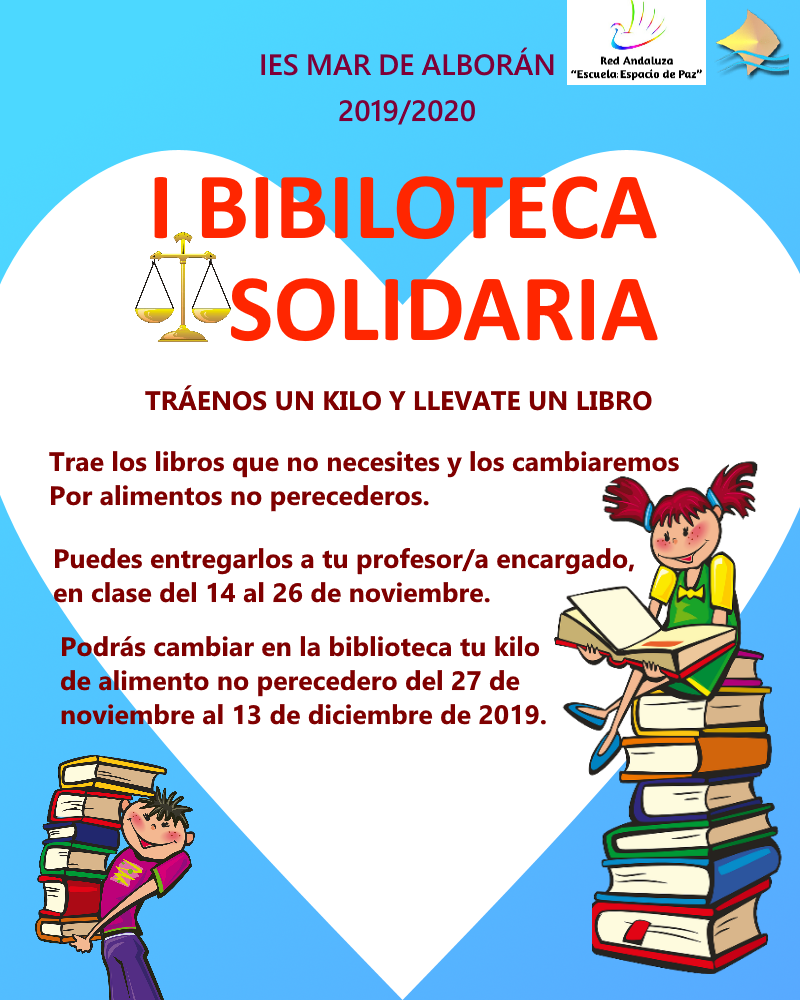 IES MAR DE ALBORÁN
2019/2020
Red Andaluza
“Escuela: Espacio de Paz”
I BIBILOTECA
SOLIDARIA
TRÁENOS UN KILO Y LLEVATE UN LIBRO
Trae los libros que no necesites y los cambiaremos
Por alimentos no perecederos.
Puedes entregarlos a tu profesor/a encargado,
en clase del 14 al 26 de noviembre.
Podrás cambiar en la biblioteca tu kilo
de alimento no perecedero del 27 de
noviembre al 13 de diciembre de 2019.